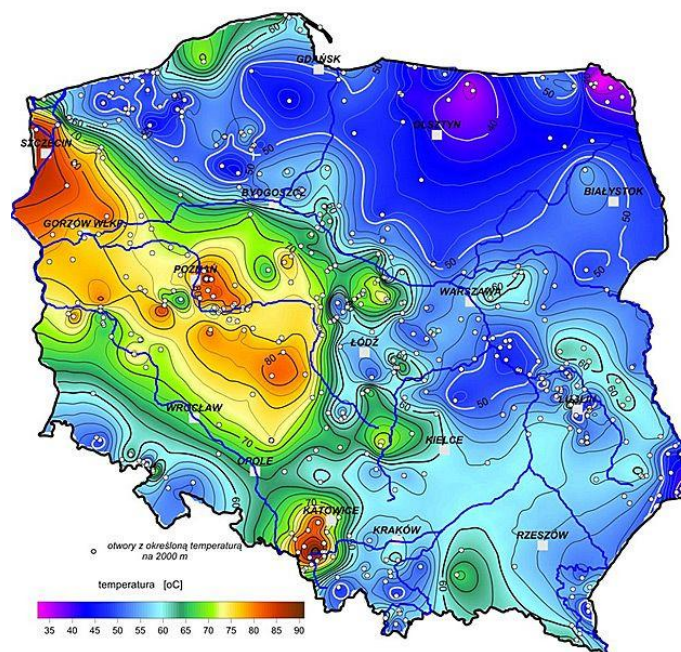 GDAŃSK
OLSZTYN
SZCZECIN
BYDGOSZCZ
BIAŁYSTOK
GORZÓW WLKP.
POZNAŃ
WARSZAWA
ŁÓDŹ
WROCŁAW
LUBLIN
KIELCE
OPOLE
KATOWICE
KRAKÓW
RZESZÓW
otwory z określoną temperaturą
na 2000 m
temperatura [oC]
35 40 45 50 55 60 65 70 75 80 85 90